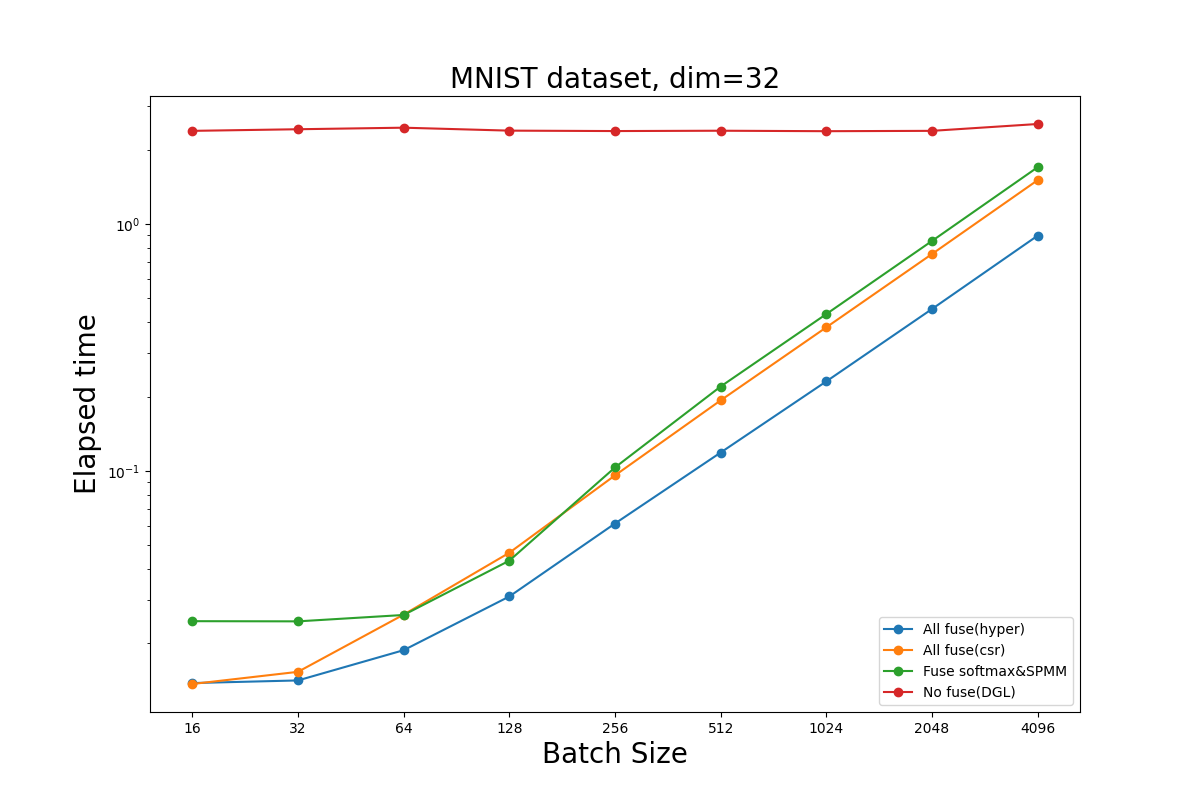 MNIST dataset, dim=32
Elapsed time
10^0
10^-1
16 32 64 128 256 512 1024 2048 4096
Batch Size
All fuse(hyper)
All fuse(csr)
Fuse softmax&SPMM
No fuse(DGL)